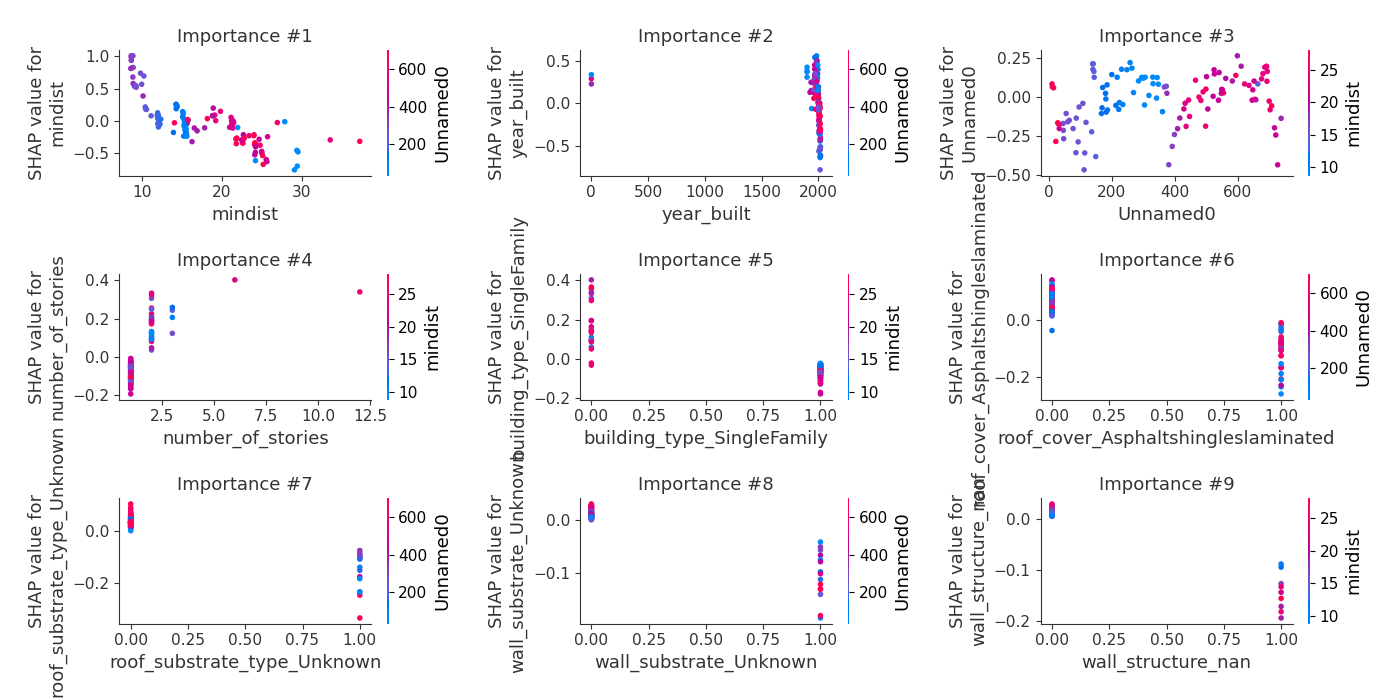 Importance #1
SHAP value for
mindist
1.0
0.5
0.0
−0.5
10
20
30
mindist
600
400
200
Unnamed0
Importance #2
SHAP value for
year_built
0.5
0.0
−0.5
0
500
1000
1500
2000
year_built
600
400
200
Unnamed0
Importance #3
SHAP value for
Unnamed0
0.25
0.00
−0.25
−0.50
0
200
400
600
Unnamed0
25
20
15
10
mindist
Importance #4
SHAP value for
number_of_stories
0.4
0.2
0.0
−0.2
2.5
5.0
7.5
10.0
12.5
number_of_stories
25
20
15
10
mindist
Importance #5
SHAP value for
building_type_SingleFamily
0.4
0.2
0.0
−0.2
0.00
0.25
0.50
0.75
1.00
building_type_SingleFamily
25
20
15
10
mindist
Importance #6
SHAP value for
roof_cover_Asphaltshingleslaminated
0.0
−0.2
0.00
0.25
0.50
0.75
1.00
roof_cover_Asphaltshingleslaminated
600
400
200
Unnamed0
Importance #7
SHAP value for
roof_substrate_type_Unknown
0.0
−0.2
0.00
0.25
0.50
0.75
1.00
roof_substrate_type_Unknown
600
400
200
Unnamed0
Importance #8
SHAP value for
wall_substrate_Unknown
0.0
−0.1
0.00
0.25
0.50
0.75
1.00
wall_substrate_Unknown
600
400
200
Unnamed0
Importance #9
SHAP value for
wall_structure_nan
0.0
−0.1
−0.2
0.00
0.25
0.50
0.75
1.00
wall_structure_nan
25
20
15
10
mindist